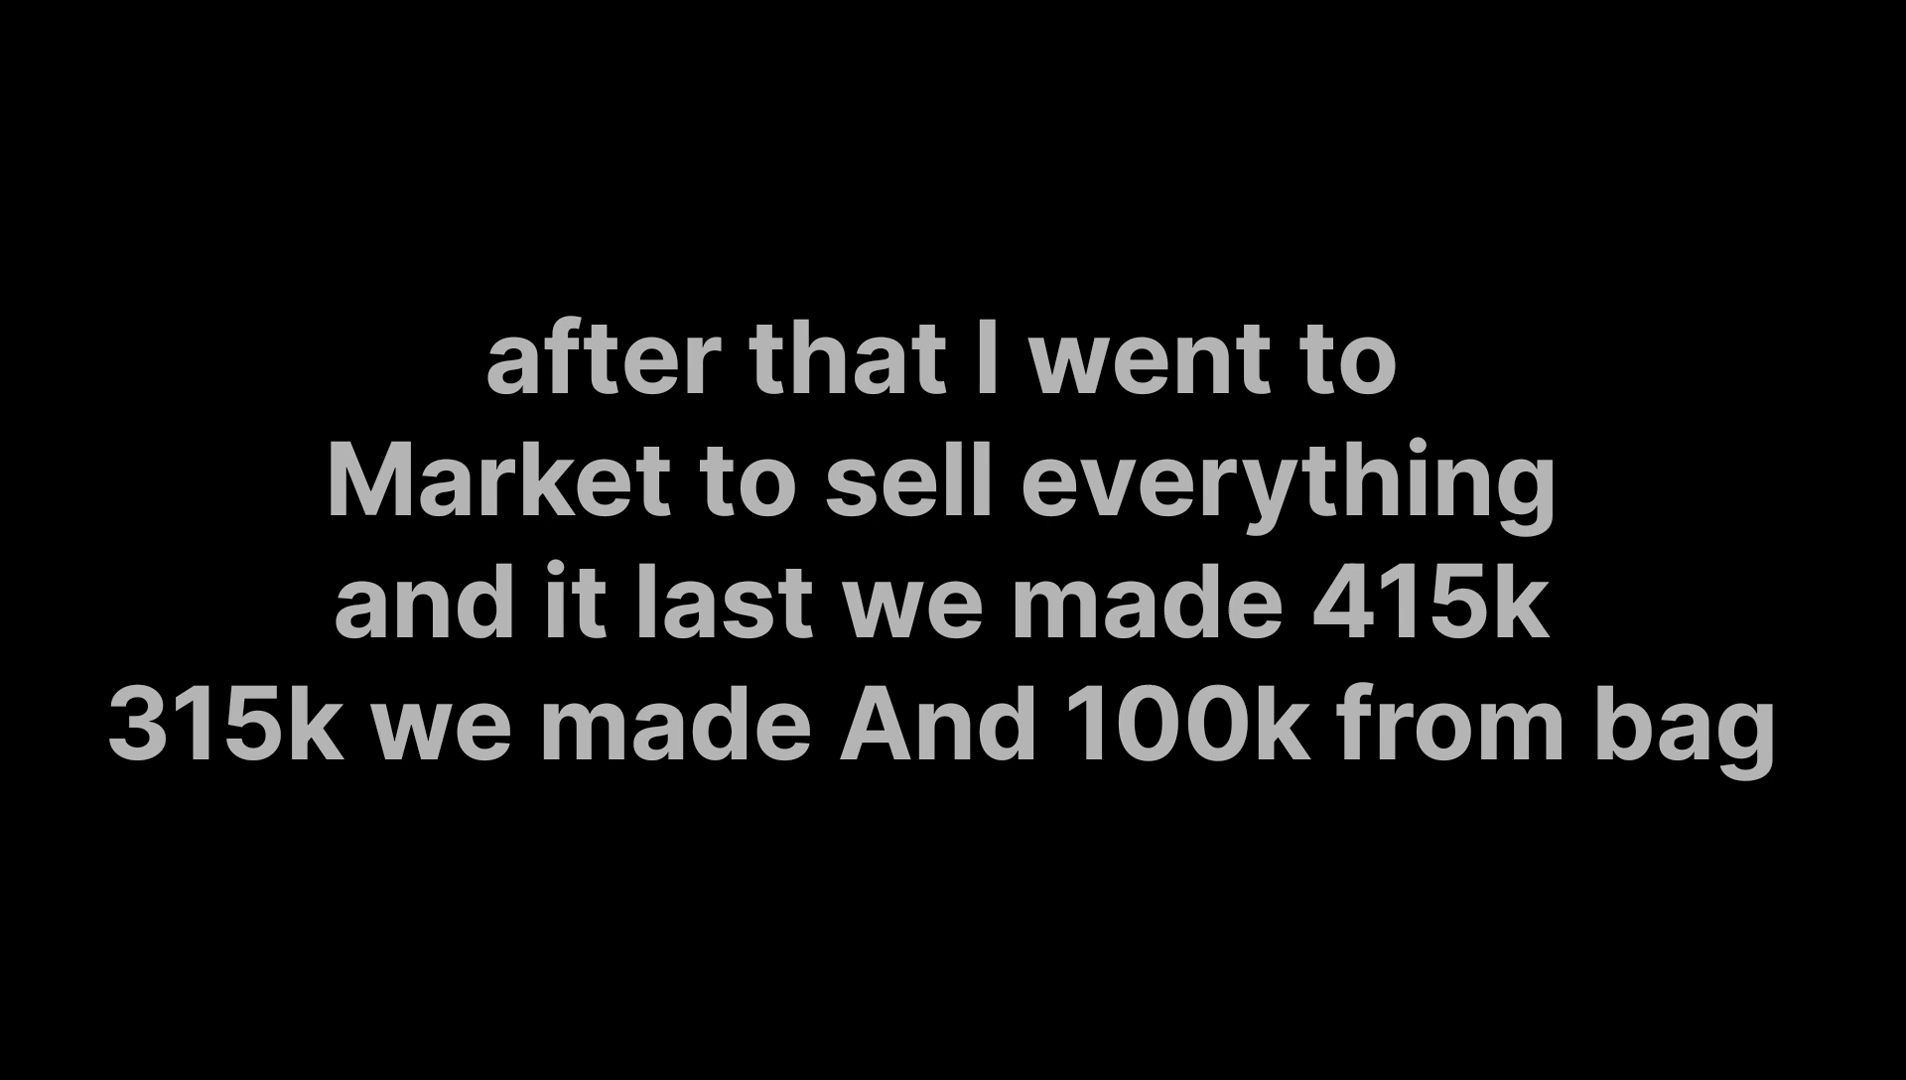 after that I went to
Market to sell everything
and it last we made 415k
315k we made And 100k from bag